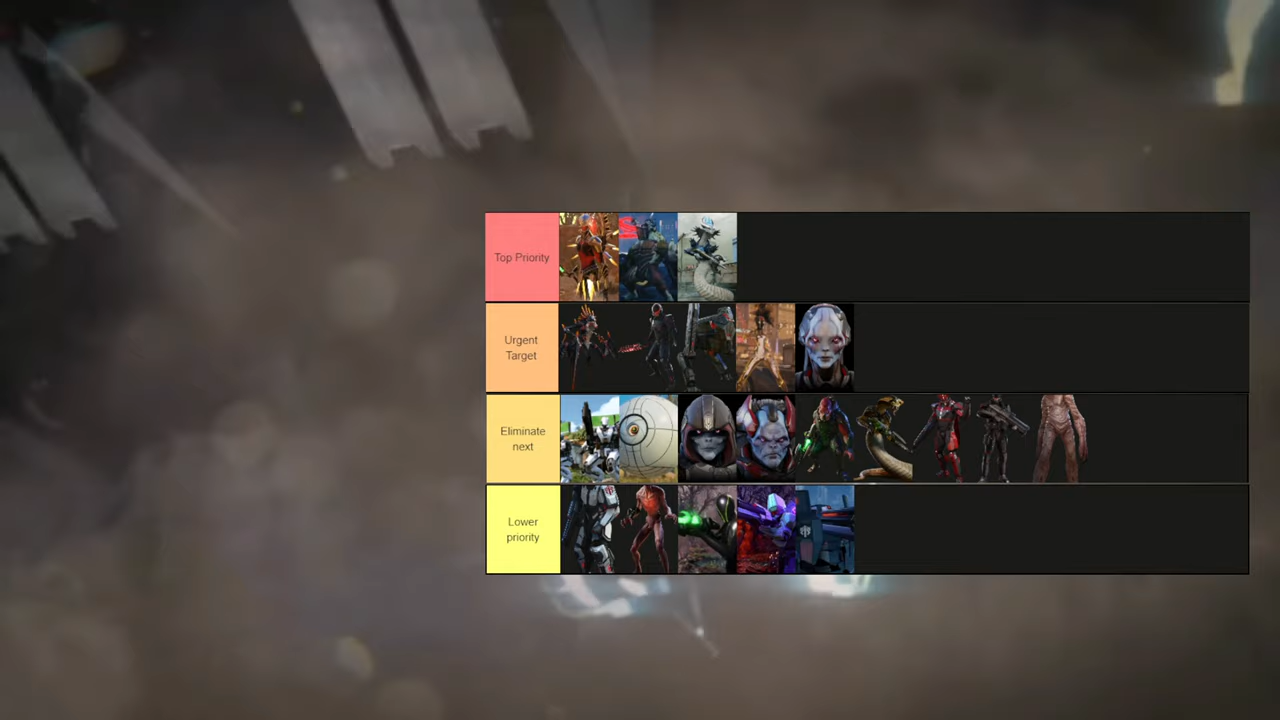 Top Priority
Urgent
Target
Eliminate
next
Lower
priority